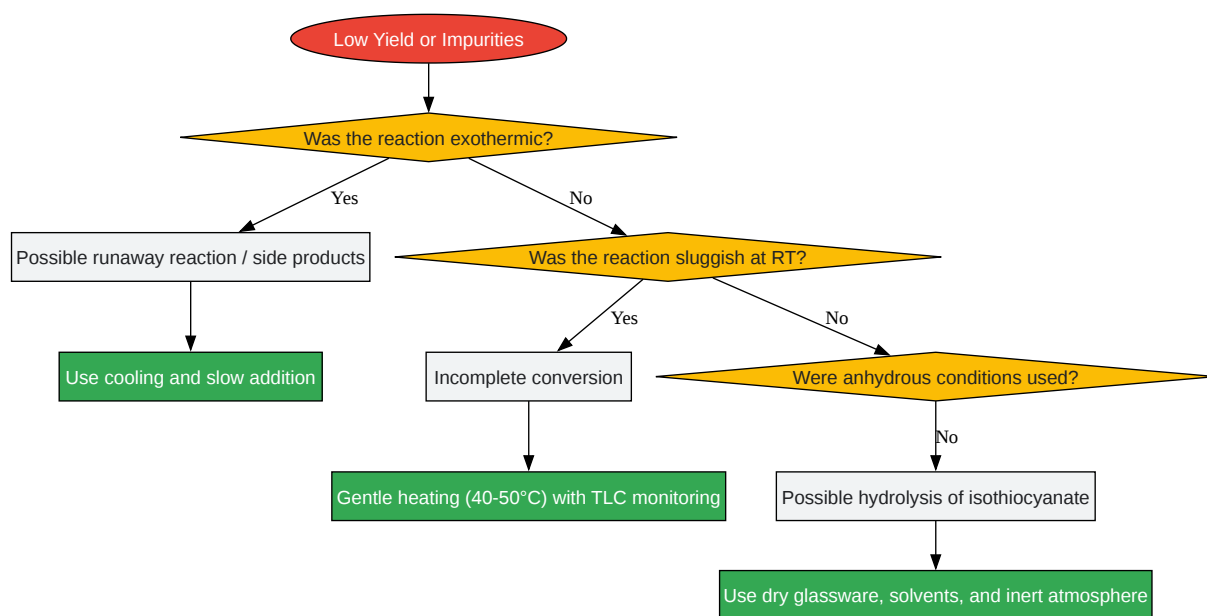 Low Yield or Impurities
Was the reaction exothermic?
Yes
No
Possible runaway reaction / side products
Was the reaction sluggish at RT?
Yes
No
Use cooling and slow addition
Incomplete conversion
Were anhydrous conditions used?
No
Gentle heating (40-50°C) with TLC monitoring
Possible hydrolysis of isothiocyanate
Use dry glassware, solvents, and inert atmosphere